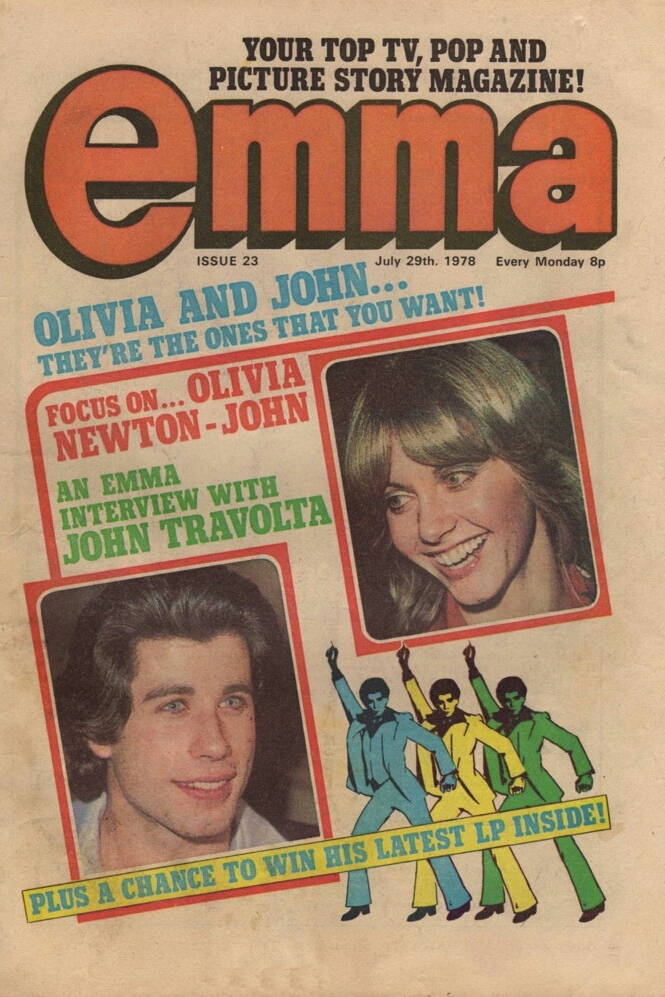 YOUR TOP TV, POP AND
PICTURE STORY MAGAZINE!
emma
ISSUE 23 July 29th. 1978 Every Monday 8p
OLIVIA AND JOHN...
THEY'RE THE ONES THAT YOU WANT!
FOCUS ON... OLIVIA
NEWTON-JOHN
AN EMMA
INTERVIEW WITH
JOHN TRAVOLTA
PLUS A CHANCE TO WIN HIS LATEST LP INSIDE!